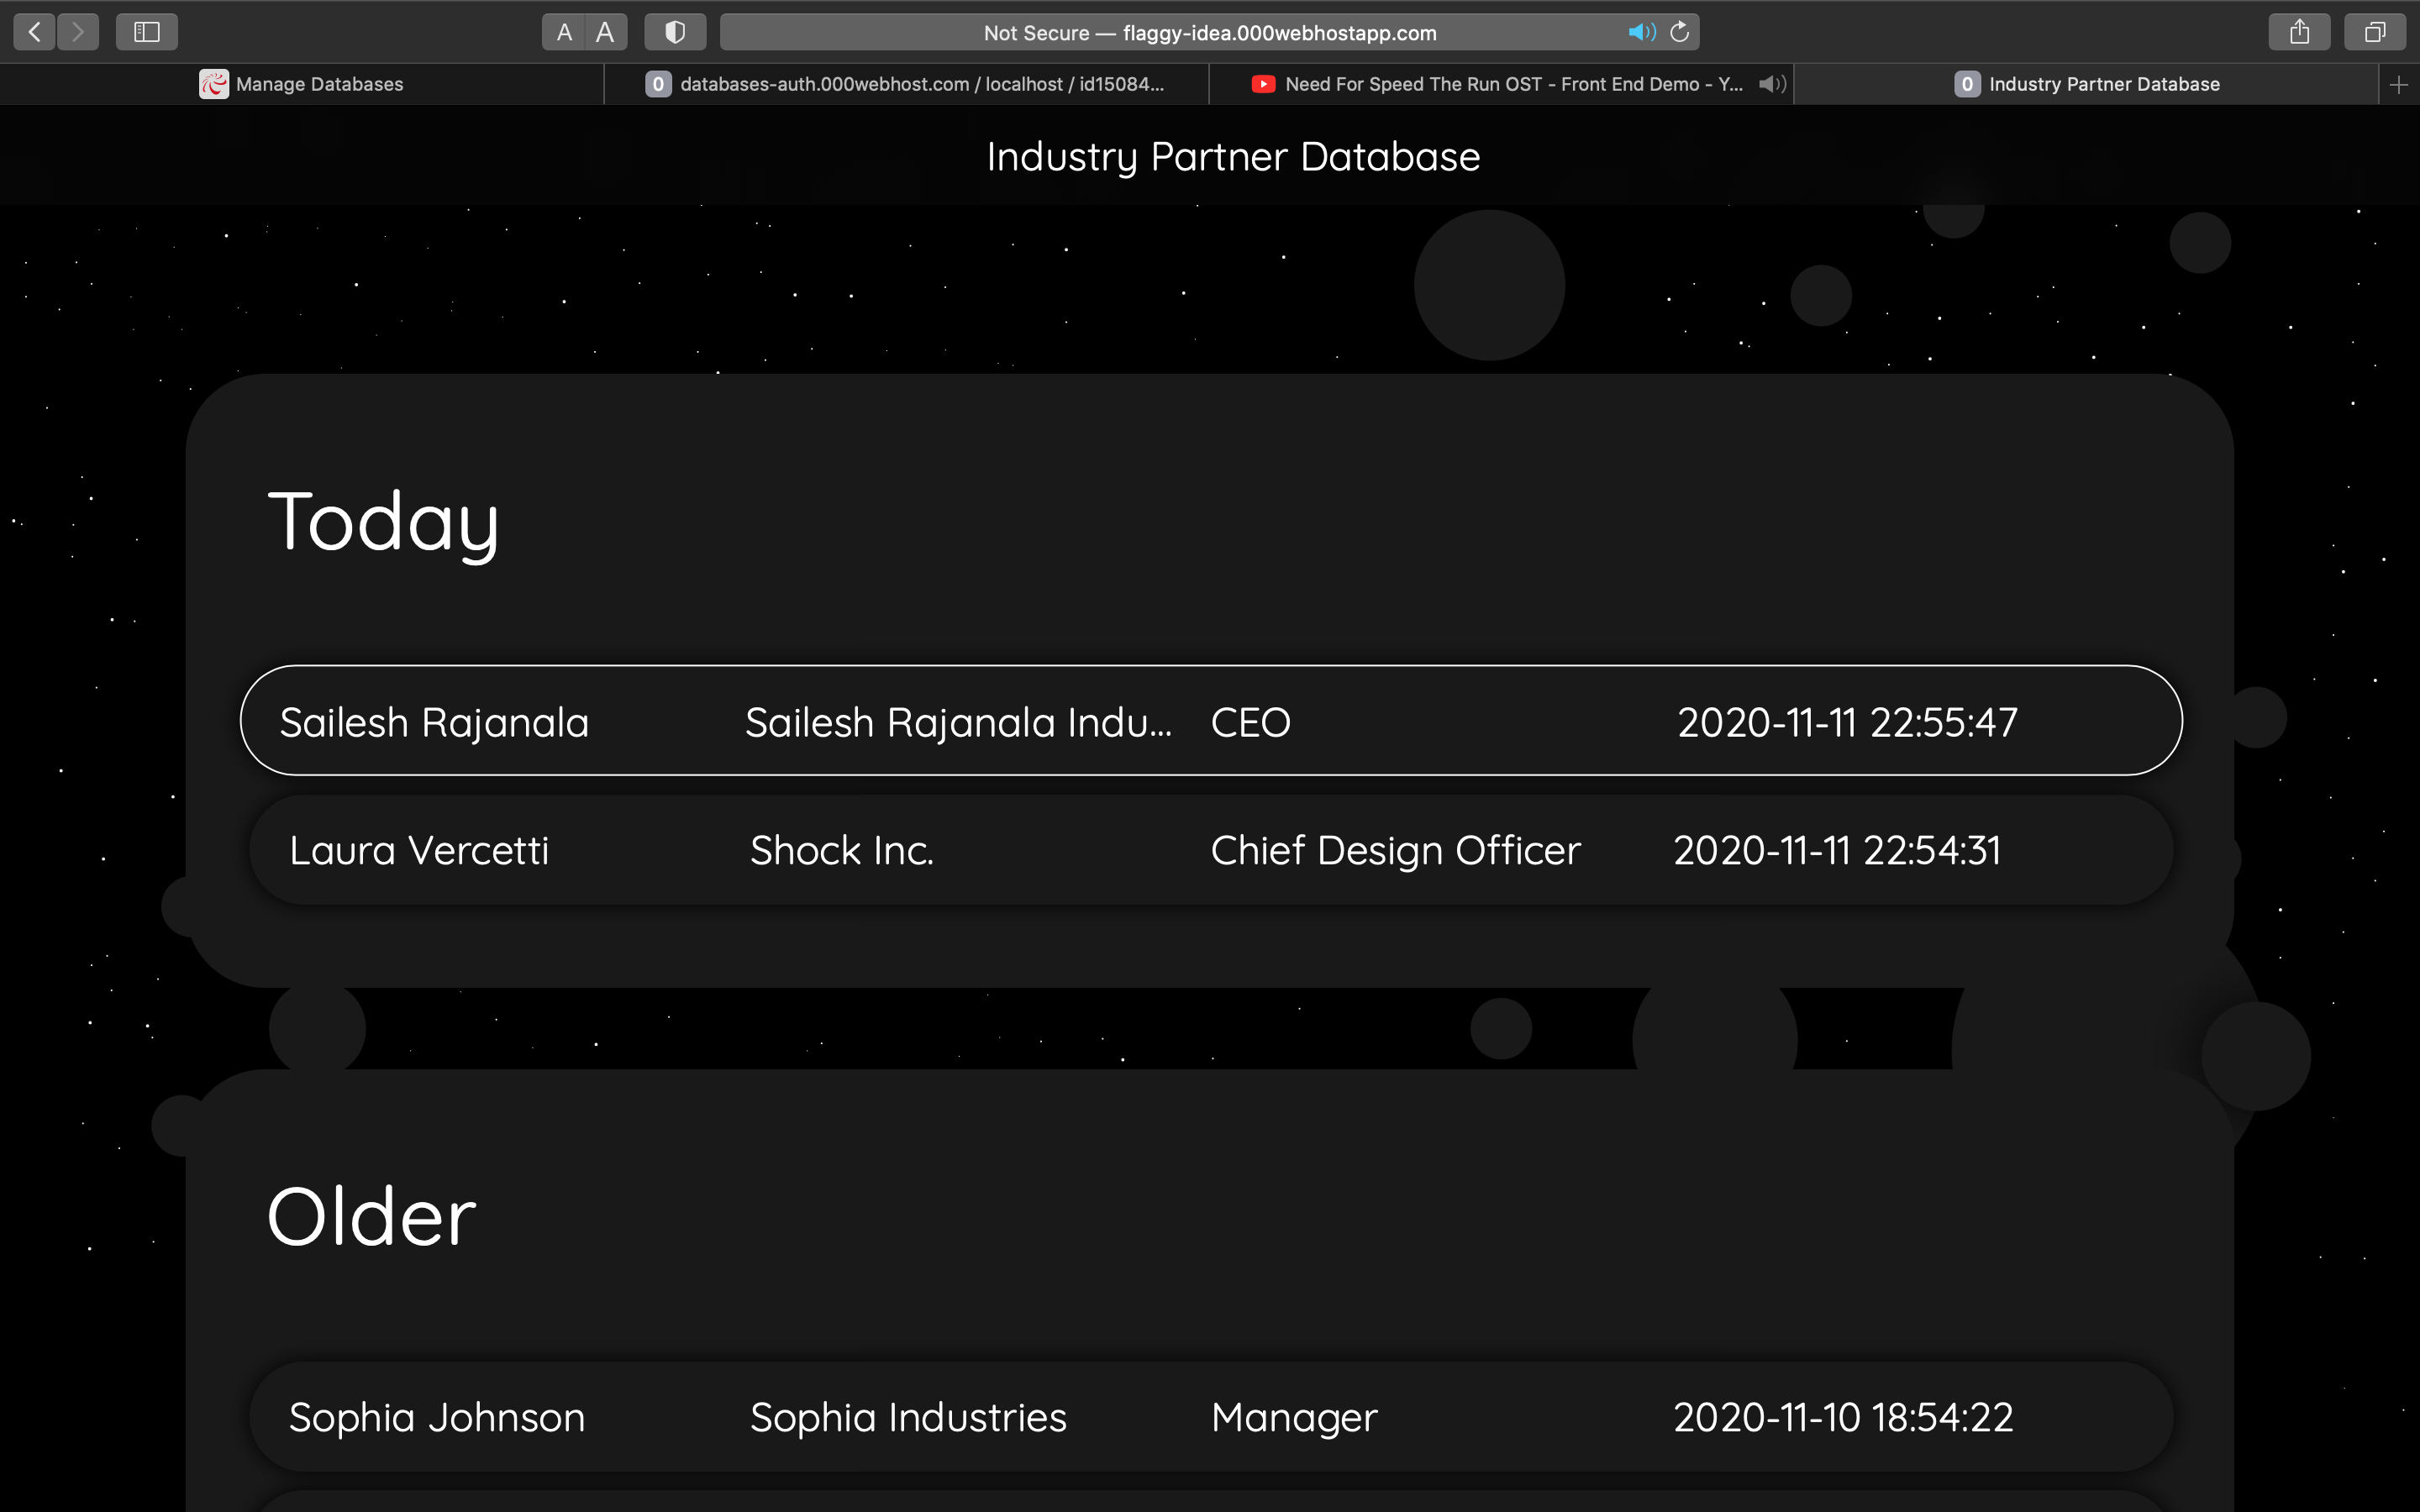 A A Not Secure — flaggy-idea.000webhostapp.com
Manage Databases 0 databases-auth.000webhost.com / localhost / id15084... Need For Speed The Run OST - Front End Demo - Y... 0 Industry Partner Database
Industry Partner Database
Today
Sailesh Rajanala Sailesh Rajanala Indu... CEO 2020-11-11 22:55:47
Laura Vercetti Shock Inc. Chief Design Officer 2020-11-11 22:54:31
Older
Sophia Johnson Sophia Industries Manager 2020-11-10 18:54:22